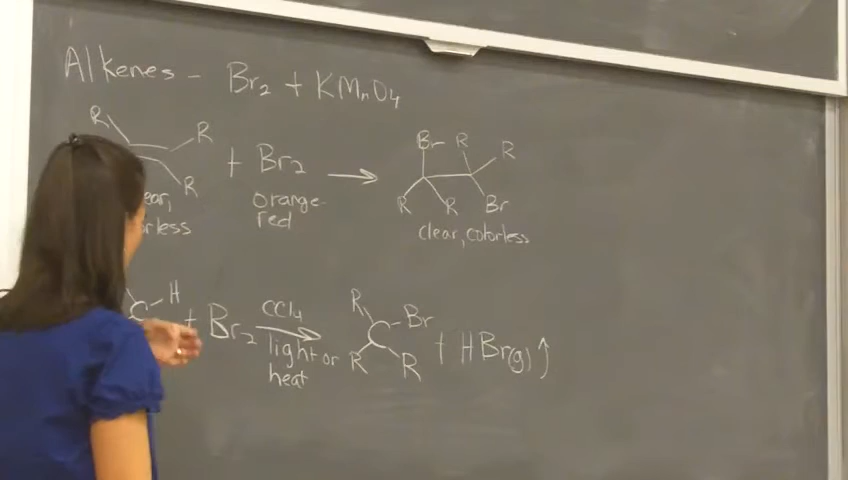 Alkenes - Br2 + KMnO4
R R R + Br2 → Br R R R R Br
orange-
red
clear, colorless
C H + Br2 CCl4 → R C Br R R + HBr(g) ↑
light or
heat